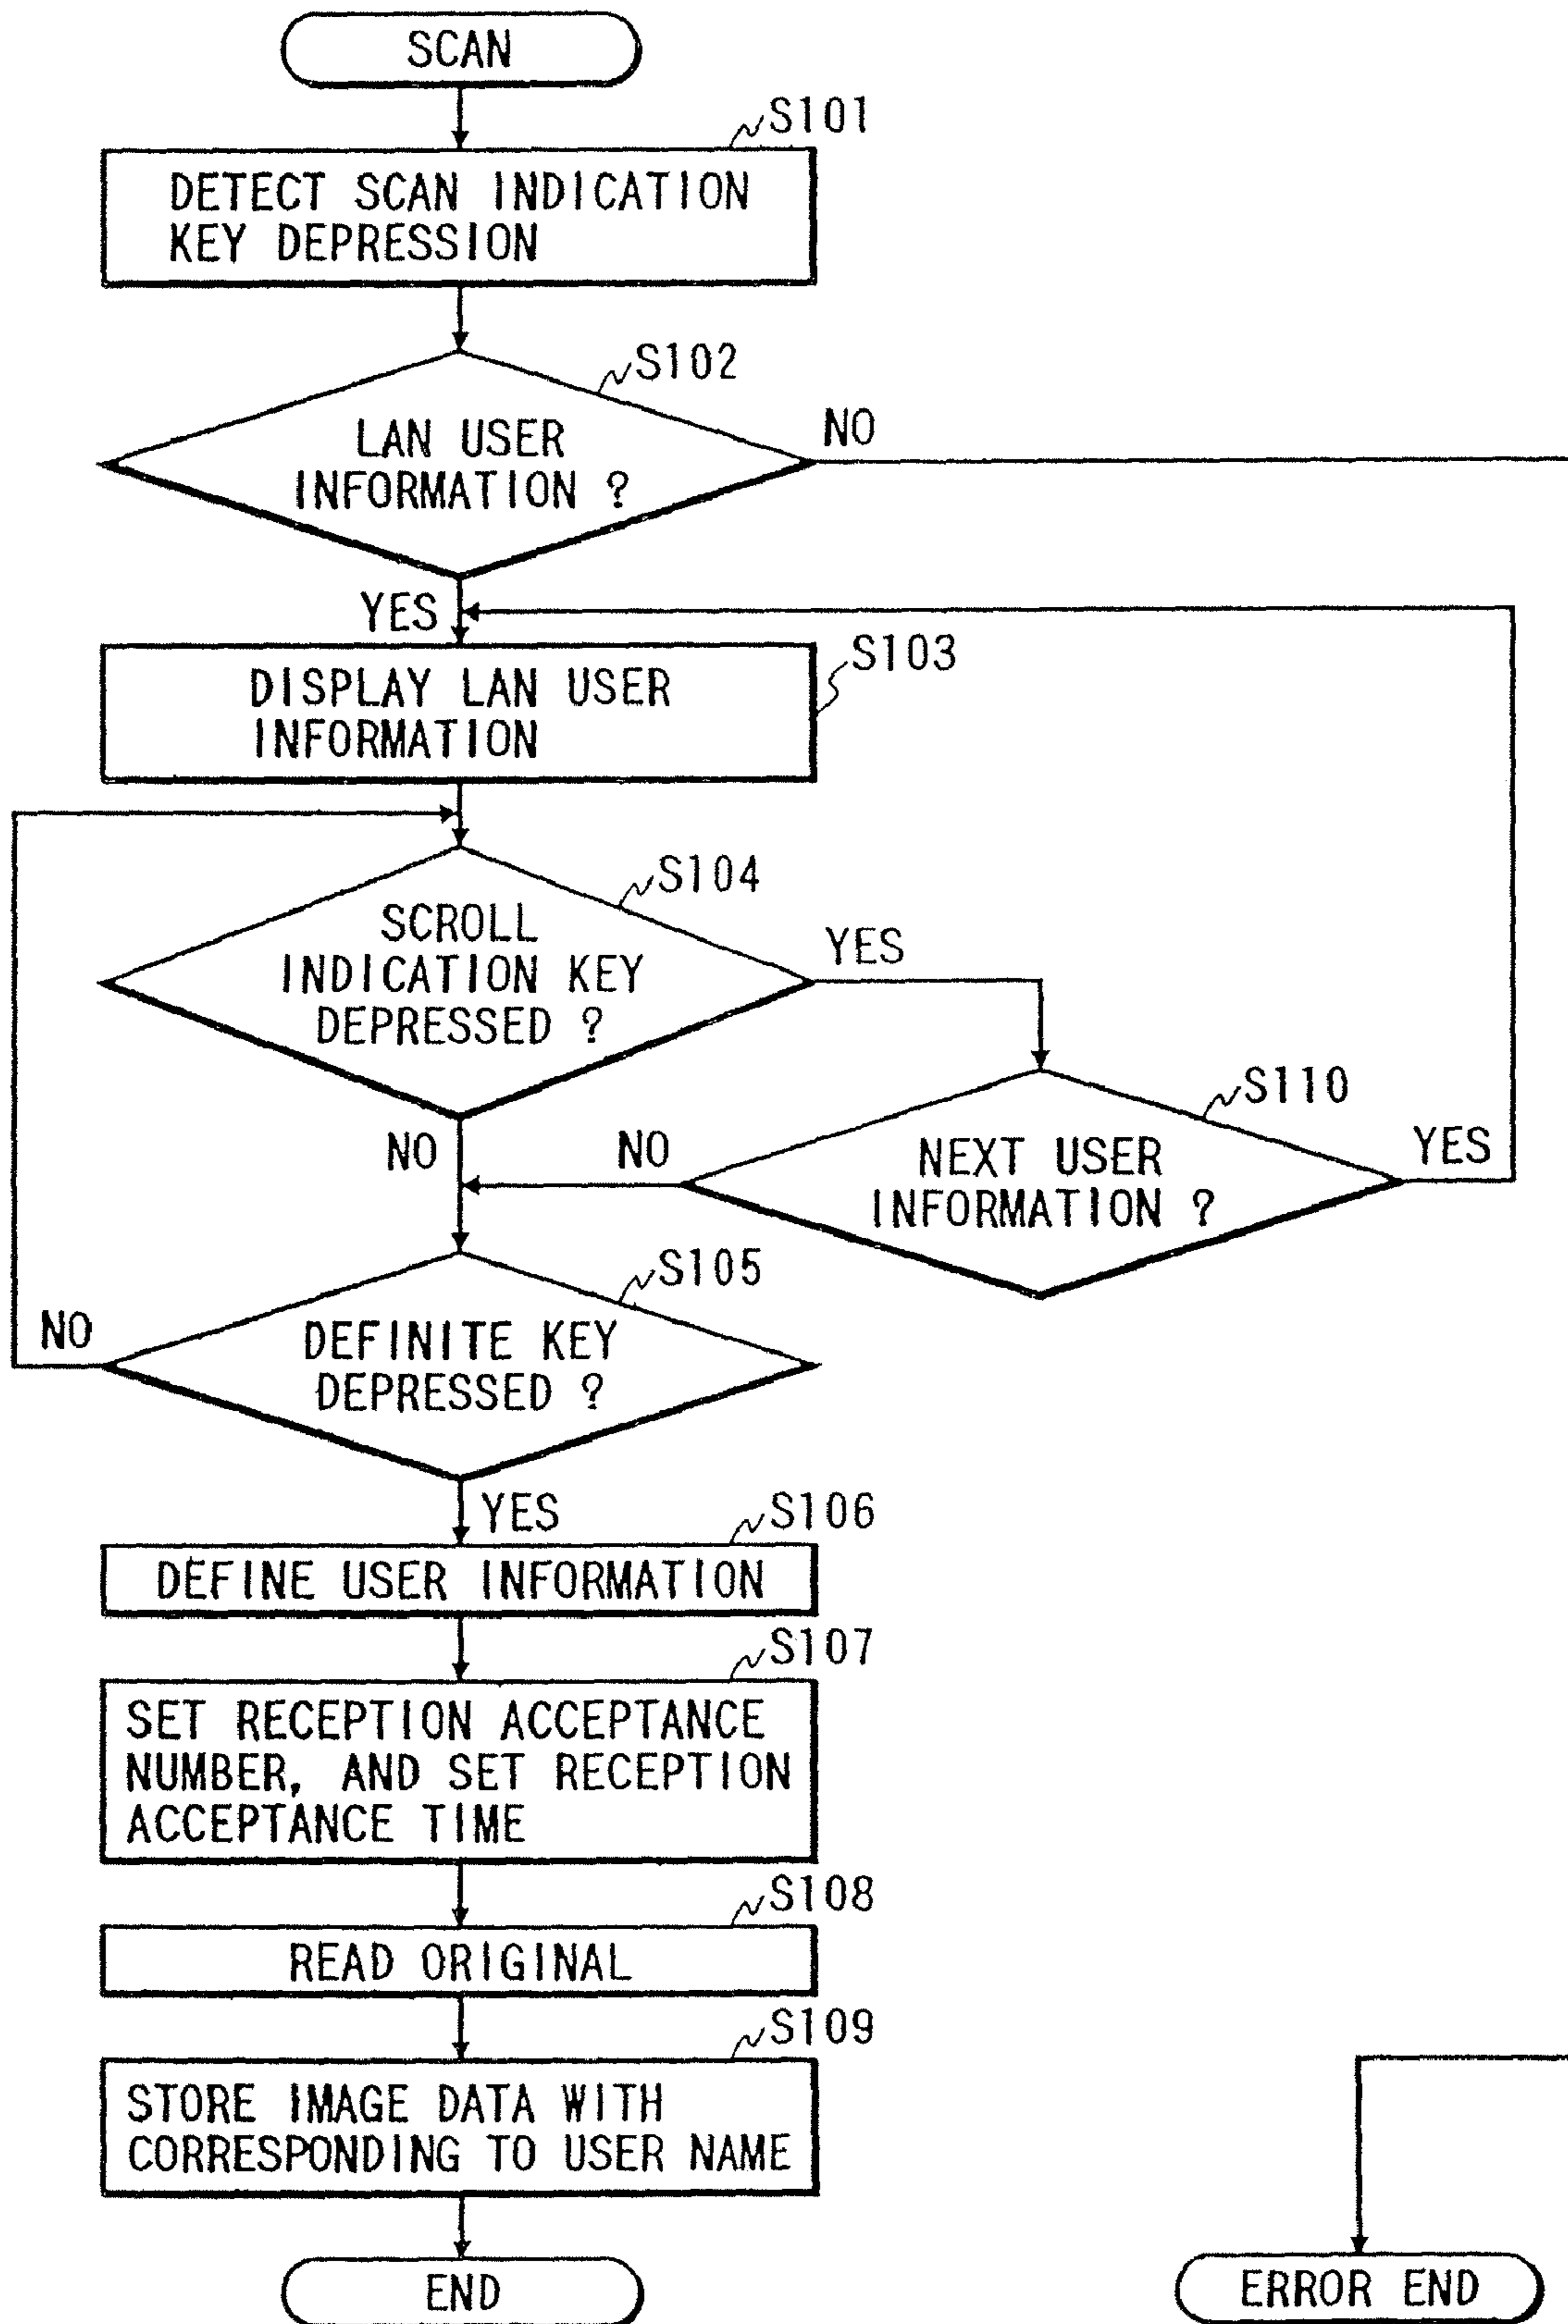 SCAN
S101
DETECT SCAN INDICATION
KEY DEPRESSION
S102
LAN USER
INFORMATION ?
NO
YES
S103
DISPLAY LAN USER
INFORMATION
S104
SCROLL
INDICATION KEY
DEPRESSED ?
YES
NO
S110
NEXT USER
INFORMATION ?
NO
YES
S105
DEFINITE KEY
DEPRESSED ?
NO
YES
S106
DEFINE USER INFORMATION
S107
SET RECEPTION ACCEPTANCE
NUMBER, AND SET RECEPTION
ACCEPTANCE TIME
S108
READ ORIGINAL
S109
STORE IMAGE DATA WITH
CORRESPONDING TO USER NAME
END
ERROR END